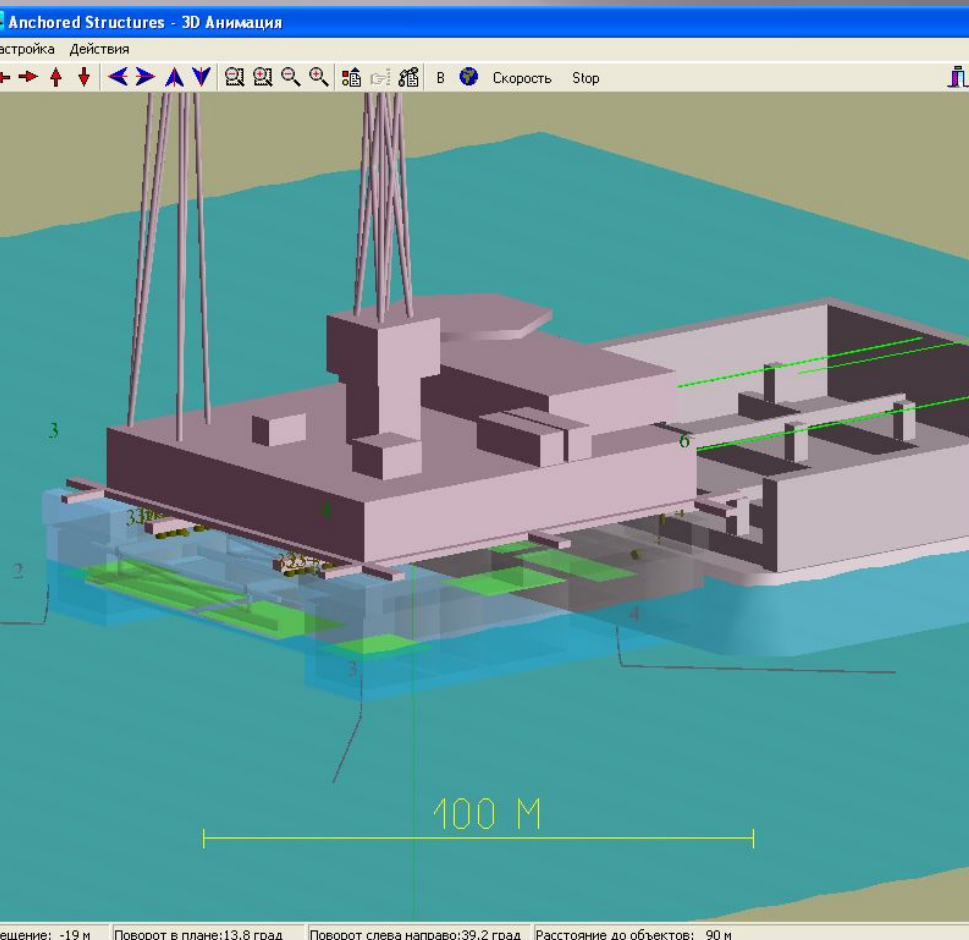 Anchored Structures - 3D Анимация
астройка Действия
В Скорость Stop
3
6
4
2
4
3
100 М
ещение: -19 м Поворот в плане:13.8 град Поворот слева направо:39.2 град Расстояние до объектов: 90 м